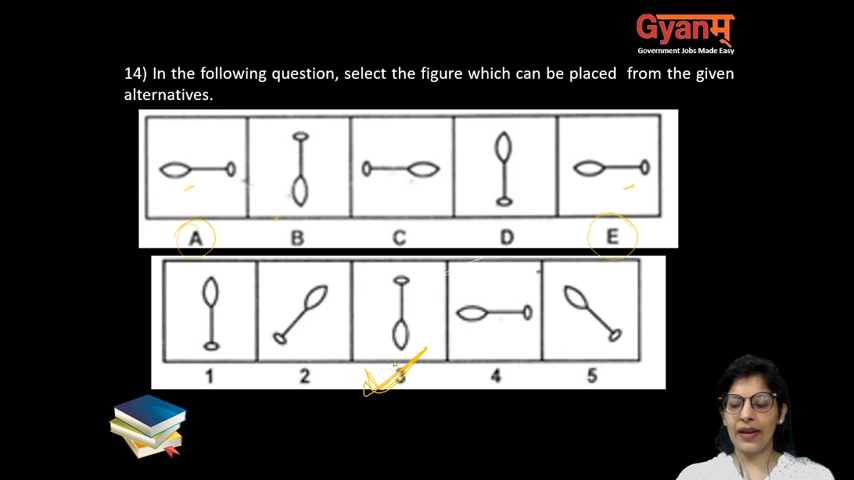 Gyanम्
Government Jobs Made Easy
14) In the following question, select the figure which can be placed from the given
alternatives.
A B C D E
1 2 3 4 5